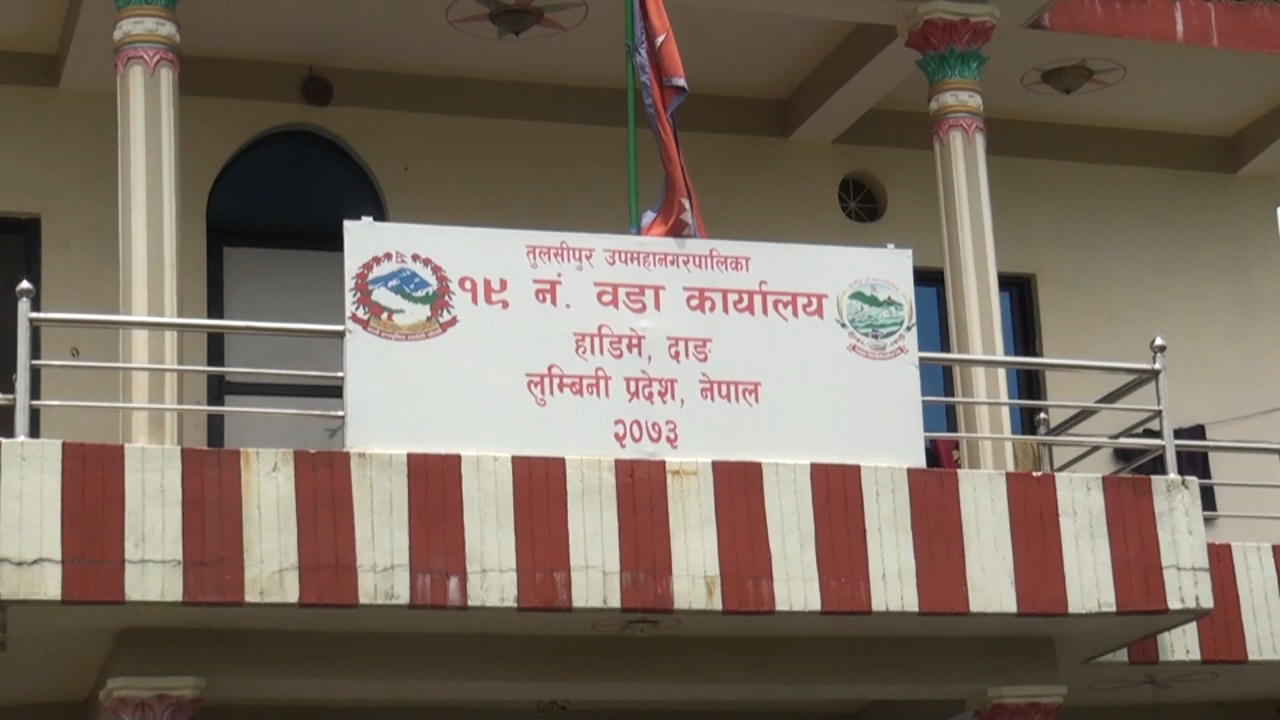 तुलसीपुर उपमहानगरपालिका
१९ नं. वडा कार्यालय
हाडिमे, दाङ
लुम्बिनी प्रदेश, नेपाल
२०७३